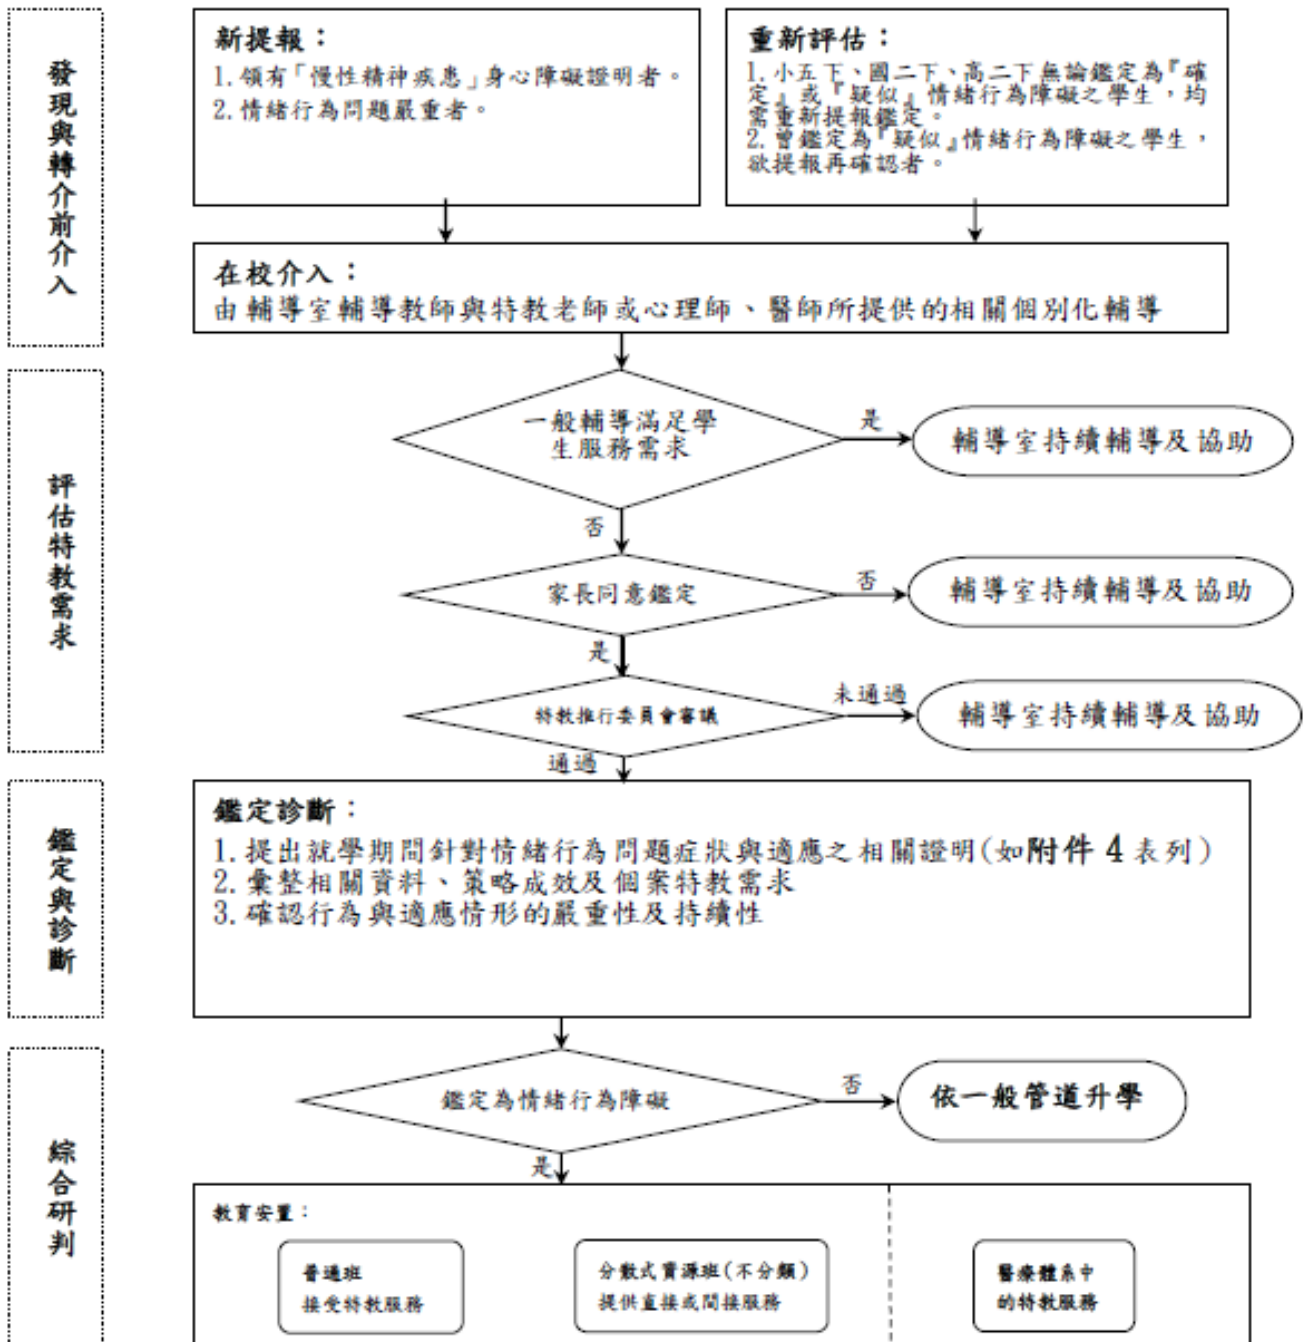 發現與轉介前介入
新提報：
1.領有「慢性精神疾患」身心障礙證明者。
2.情緒行為問題嚴重者。
重新評估：
1.小五下、國二下、高二下無論鑑定為『確
定』或『疑似』情緒行為障礙之學生，均
需重新提報鑑定。
2.曾鑑定為『疑似』情緒行為障礙之學生，
欲提報再確認者。
在校介入：
由輔導室輔導教師與特教老師或心理師、醫師所提供的相關個別化輔導
評估特教需求
一般輔導滿足學
生服務需求
是
輔導室持續輔導及協助
否
家長同意鑑定
否
輔導室持續輔導及協助
是
特教推行委員會審議
未通過
輔導室持續輔導及協助
通過
鑑定與診斷
鑑定診斷：
1.提出就學期間針對情緒行為問題症狀與適應之相關證明(如附件 4 表列)
2.彙整相關資料、策略成效及個案特教需求
3.確認行為與適應情形的嚴重性及持續性
綜合研判
鑑定為情緒行為障礙
否
依一般管道升學
是
教育安置：
普通班
接受特教服務
分散式資源班(不分類)
提供直接或間接服務
醫療體系中
的特教服務